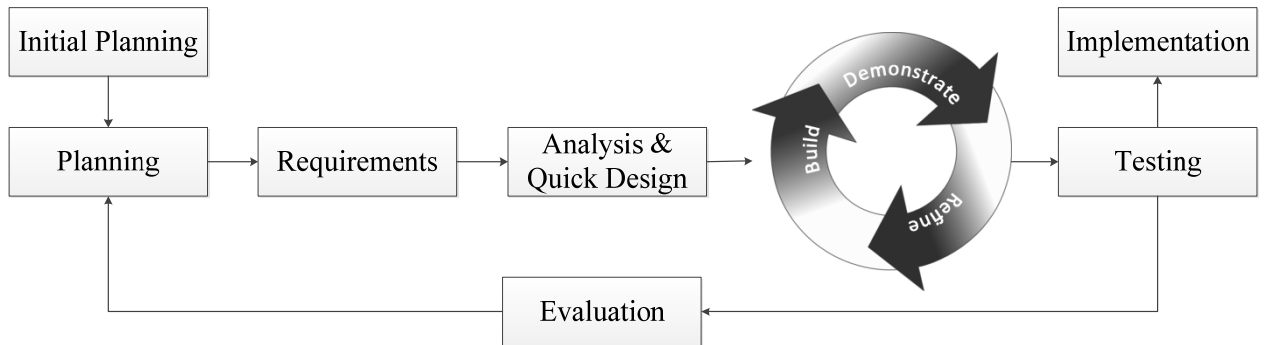 Initial Planning
Implementation
Planning
Requirements
Analysis &
Quick Design
Build
Demonstrate
Refine
Testing
Evaluation